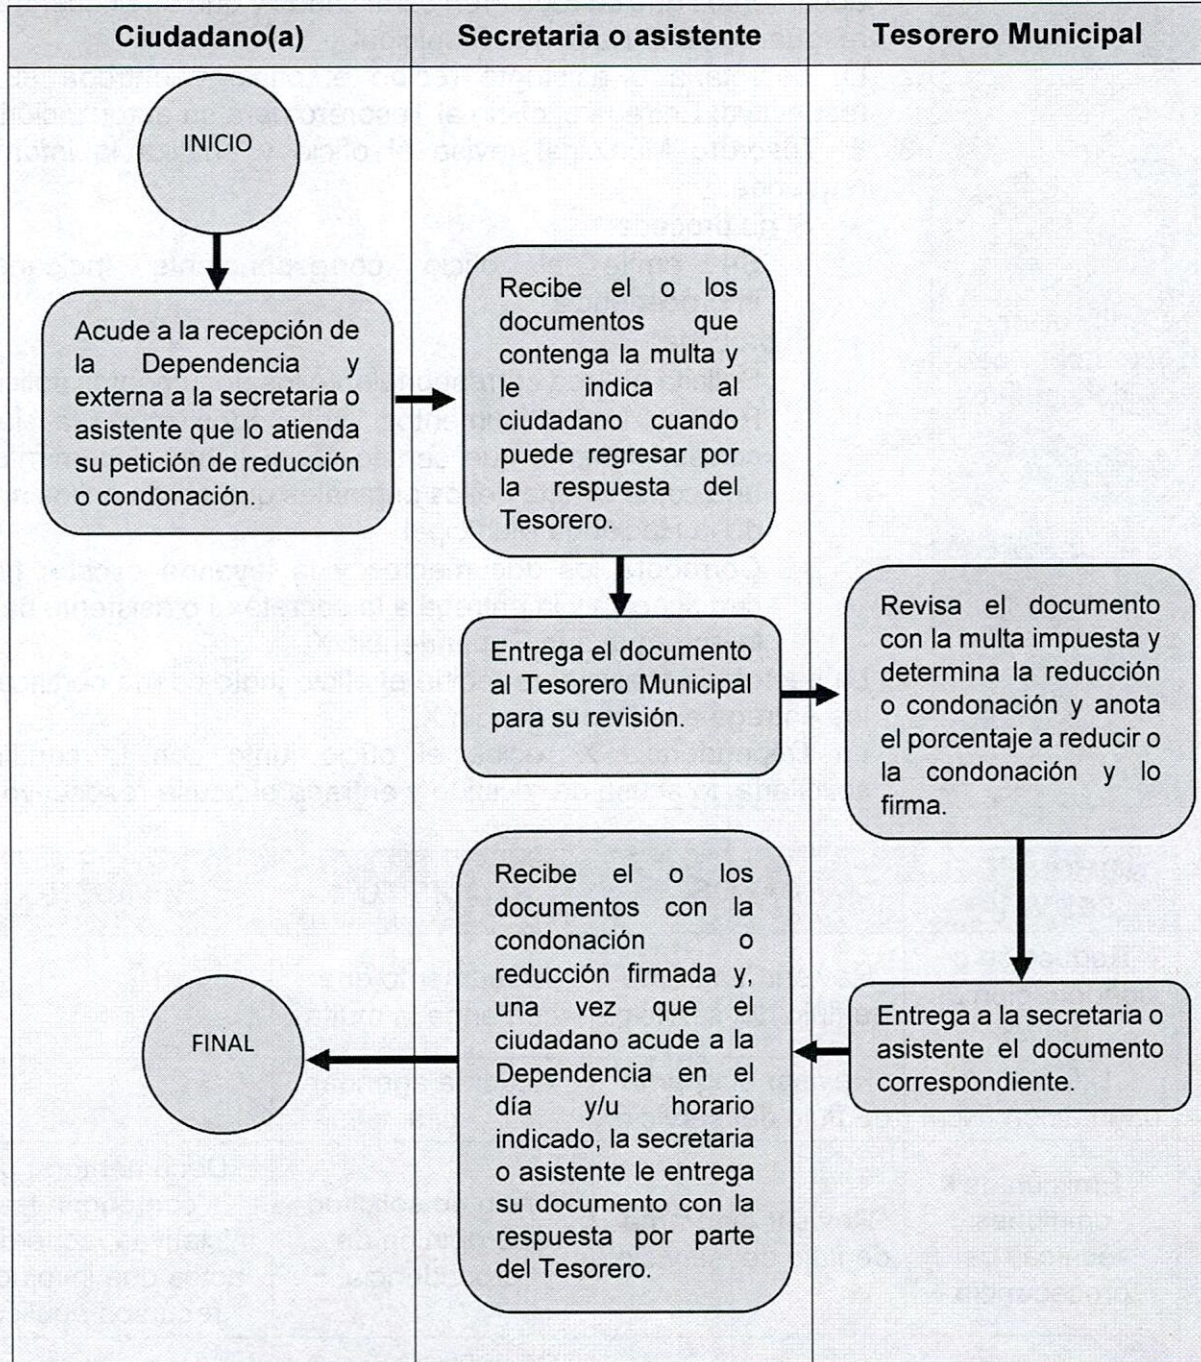 Ciudadano(a)
Secretaria o asistente
Tesorero Municipal
INICIO
Acude a la recepción de
la Dependencia y
externa a la secretaria o
asistente que lo atienda
su petición de reducción
o condonación.
Recibe el o los
documentos que
contenga la multa y
le indica al
ciudadano cuando
puede regresar por
la respuesta del
Tesorero.
Entrega el documento
al Tesorero Municipal
para su revisión.
Revisa el documento
con la multa impuesta y
determina la reducción
o condonación y anota
el porcentaje a reducir o
la condonación y lo
firma.
Entrega a la secretaria o
asistente el documento
correspondiente.
Recibe el o los
documentos con la
condonación o
reducción firmada y,
una vez que el
ciudadano acude a la
Dependencia en el
día y/u horario
indicado, la secretaria
o asistente le entrega
su documento con la
respuesta por parte
del Tesorero.
FINAL